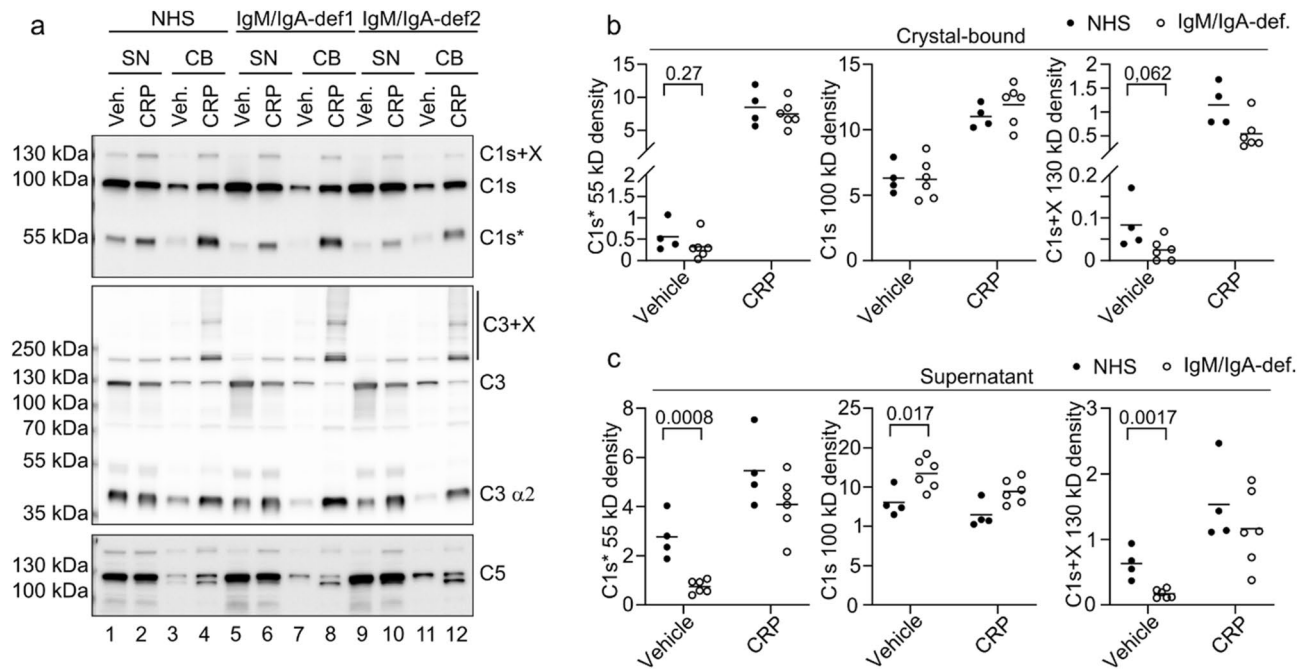 a
NHS IgM/IgA-def1 IgM/IgA-def2
SN CB SN CB SN CB
Veh. CRP Veh. CRP Veh. CRP Veh. CRP Veh. CRP Veh. CRP
130 kDa C1s+X
100 kDa C1s
55 kDa C1s*
C3+X
250 kDa
130 kDa C3
100 kDa
70 kDa
55 kDa
35 kDa C3 α2
130 kDa C5
100 kDa
1 2 3 4 5 6 7 8 9 10 11 12
b
NHS IgM/IgA-def.
Crystal-bound
C1s* 55 kD density
15
10
5
1
0.5
0
0.27
Vehicle CRP
C1s 100 kD density
15
10
5
0
Vehicle CRP
C1s+X 130 kD density
2
1.5
1
0.5
0.2
0.1
0
0,062
Vehicle CRP
c
NHS IgM/IgA-def.
Supernatant
C1s* 55 kD density
8
6
4
2
0
0.0008
Vehicle CRP
C1s 100 kD density
25
20
10
1
5
0
0.017
Vehicle CRP
C1s+X 130 kD density
3
2
1
0
0.0017
Vehicle CRP